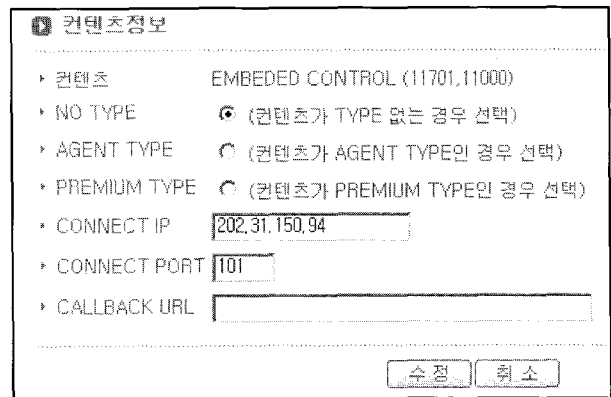 컨텐츠정보
컨텐츠 EMBEDED CONTROL (11701,11000)
NO TYPE (컨텐츠가 TYPE 없는 경우 선택)
AGENT TYPE (컨텐츠가 AGENT TYPE인 경우 선택)
PREMIUM TYPE (컨텐츠가 PREMIUM TYPE인 경우 선택)
CONNECT IP 202,31,150,94
CONNECT PORT 101
CALLBACK URL
수정 취소